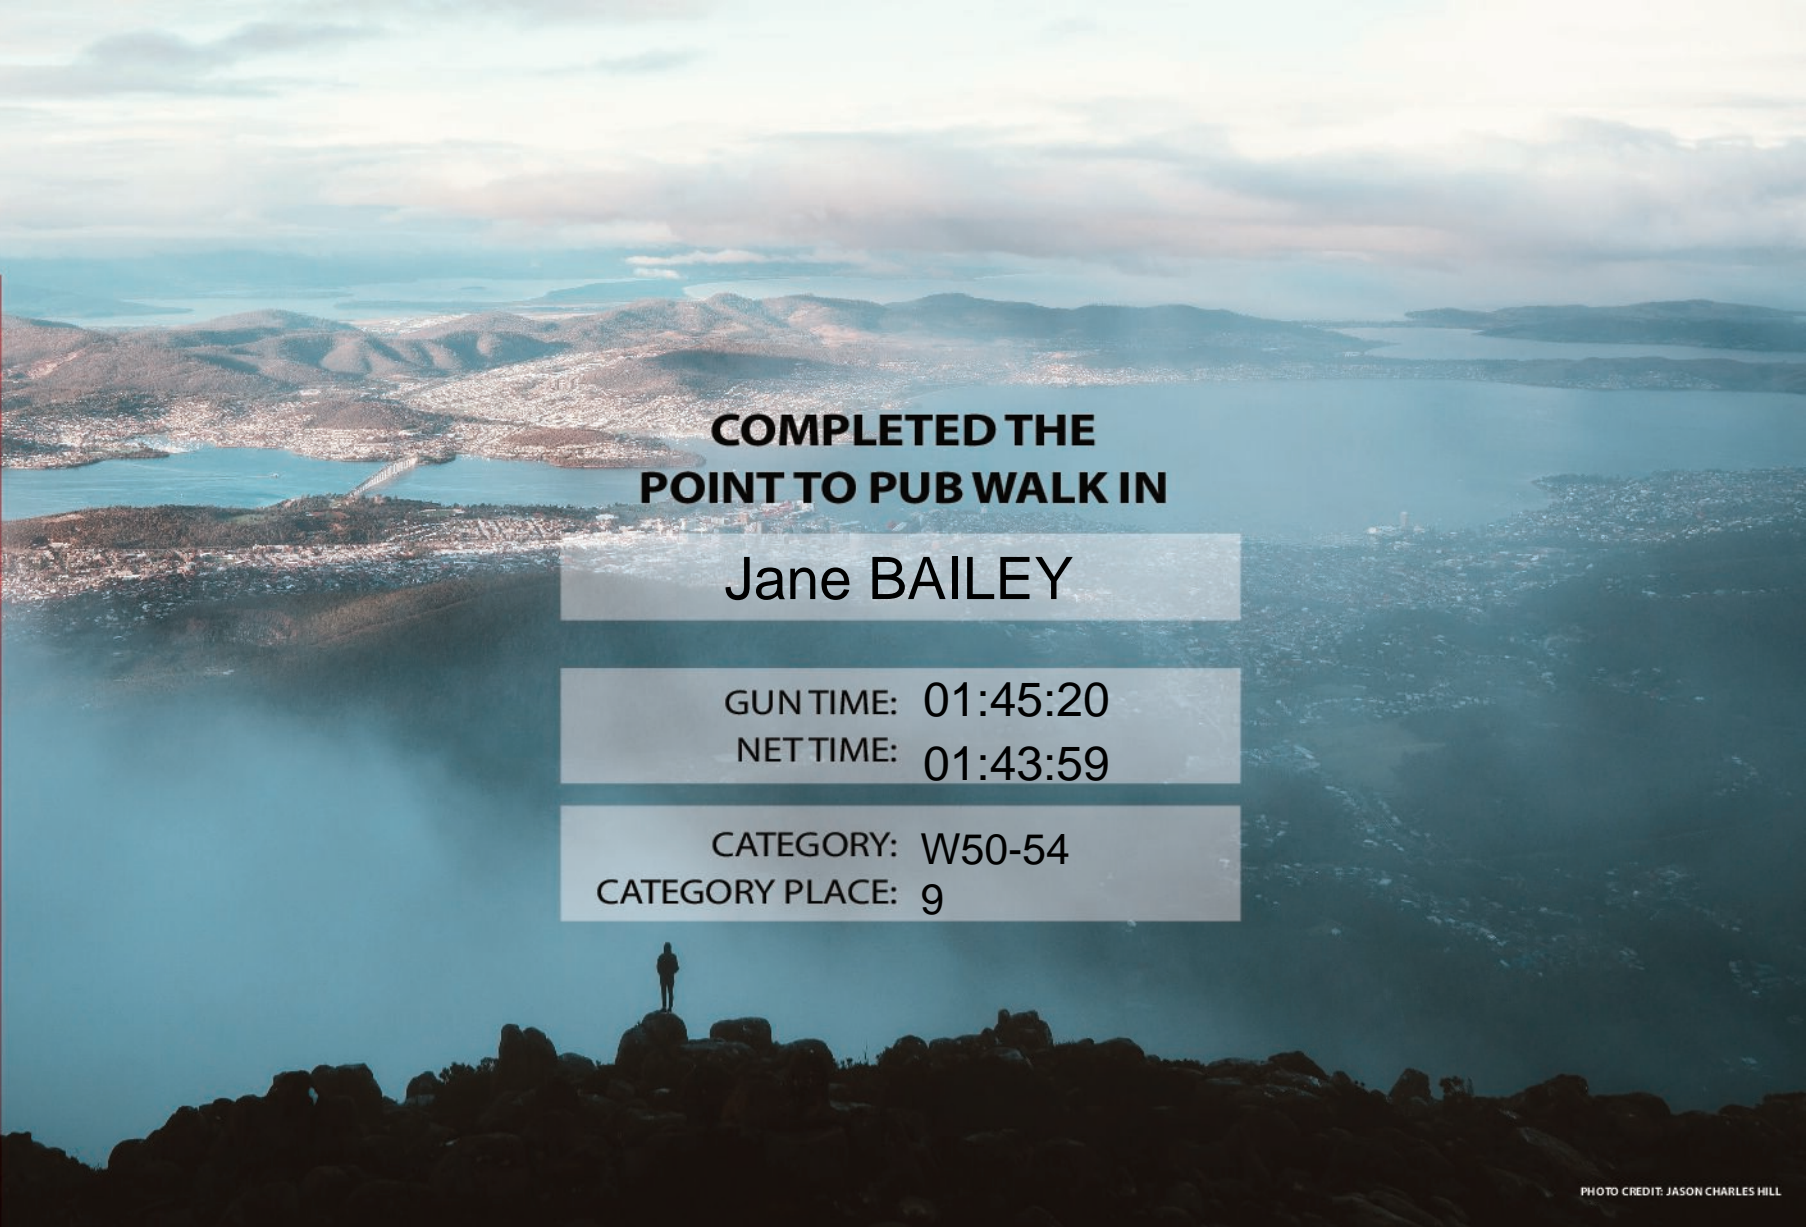 COMPLETED THE
POINT TO PUB WALK IN
Jane BAILEY
GUN TIME: 01:45:20
NET TIME: 01:43:59
CATEGORY: W50-54
CATEGORY PLACE: 9
PHOTO CREDIT: JASON CHARLES HILL